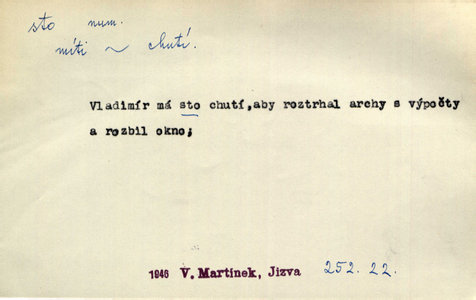 sto num.
míti ~ chutí.
Vladimír má sto chutí,aby roztrhal archy s výpočty
a rozbil okno;
1946 V. Martínek, Jizva 252. 22.